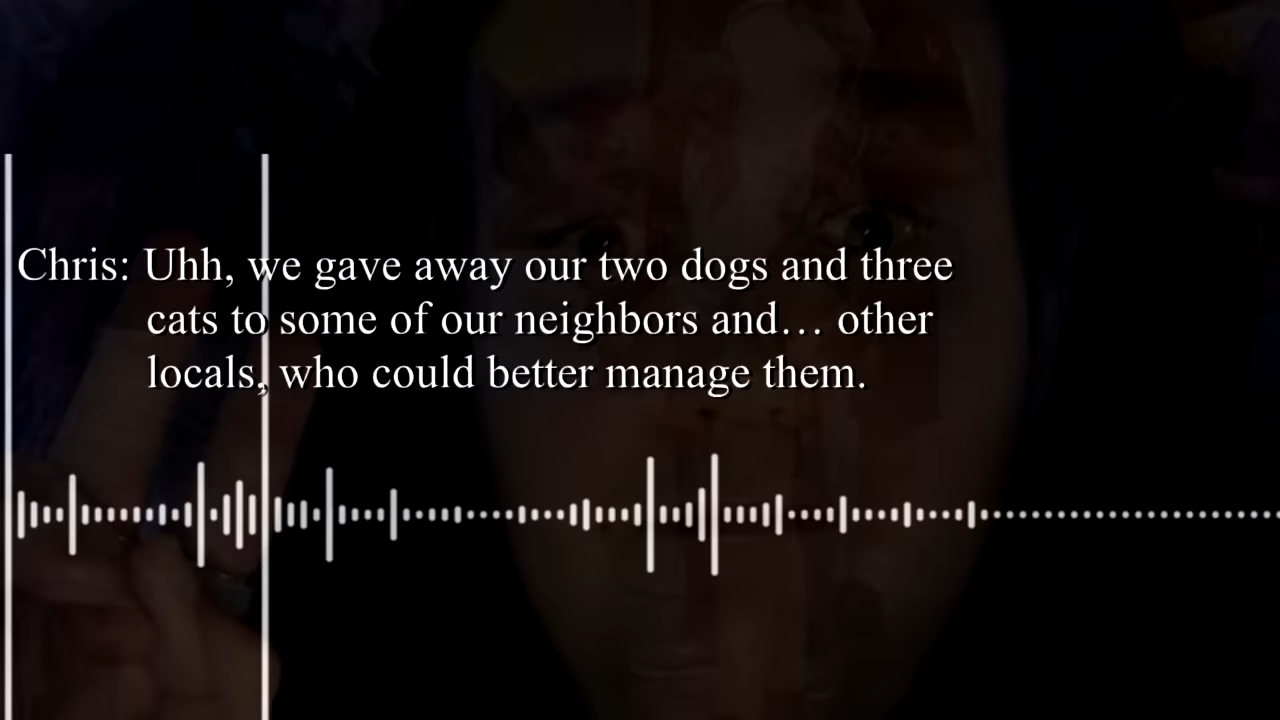 Chris: Uhh, we gave away our two dogs and three
cats to some of our neighbors and… other
locals, who could better manage them.